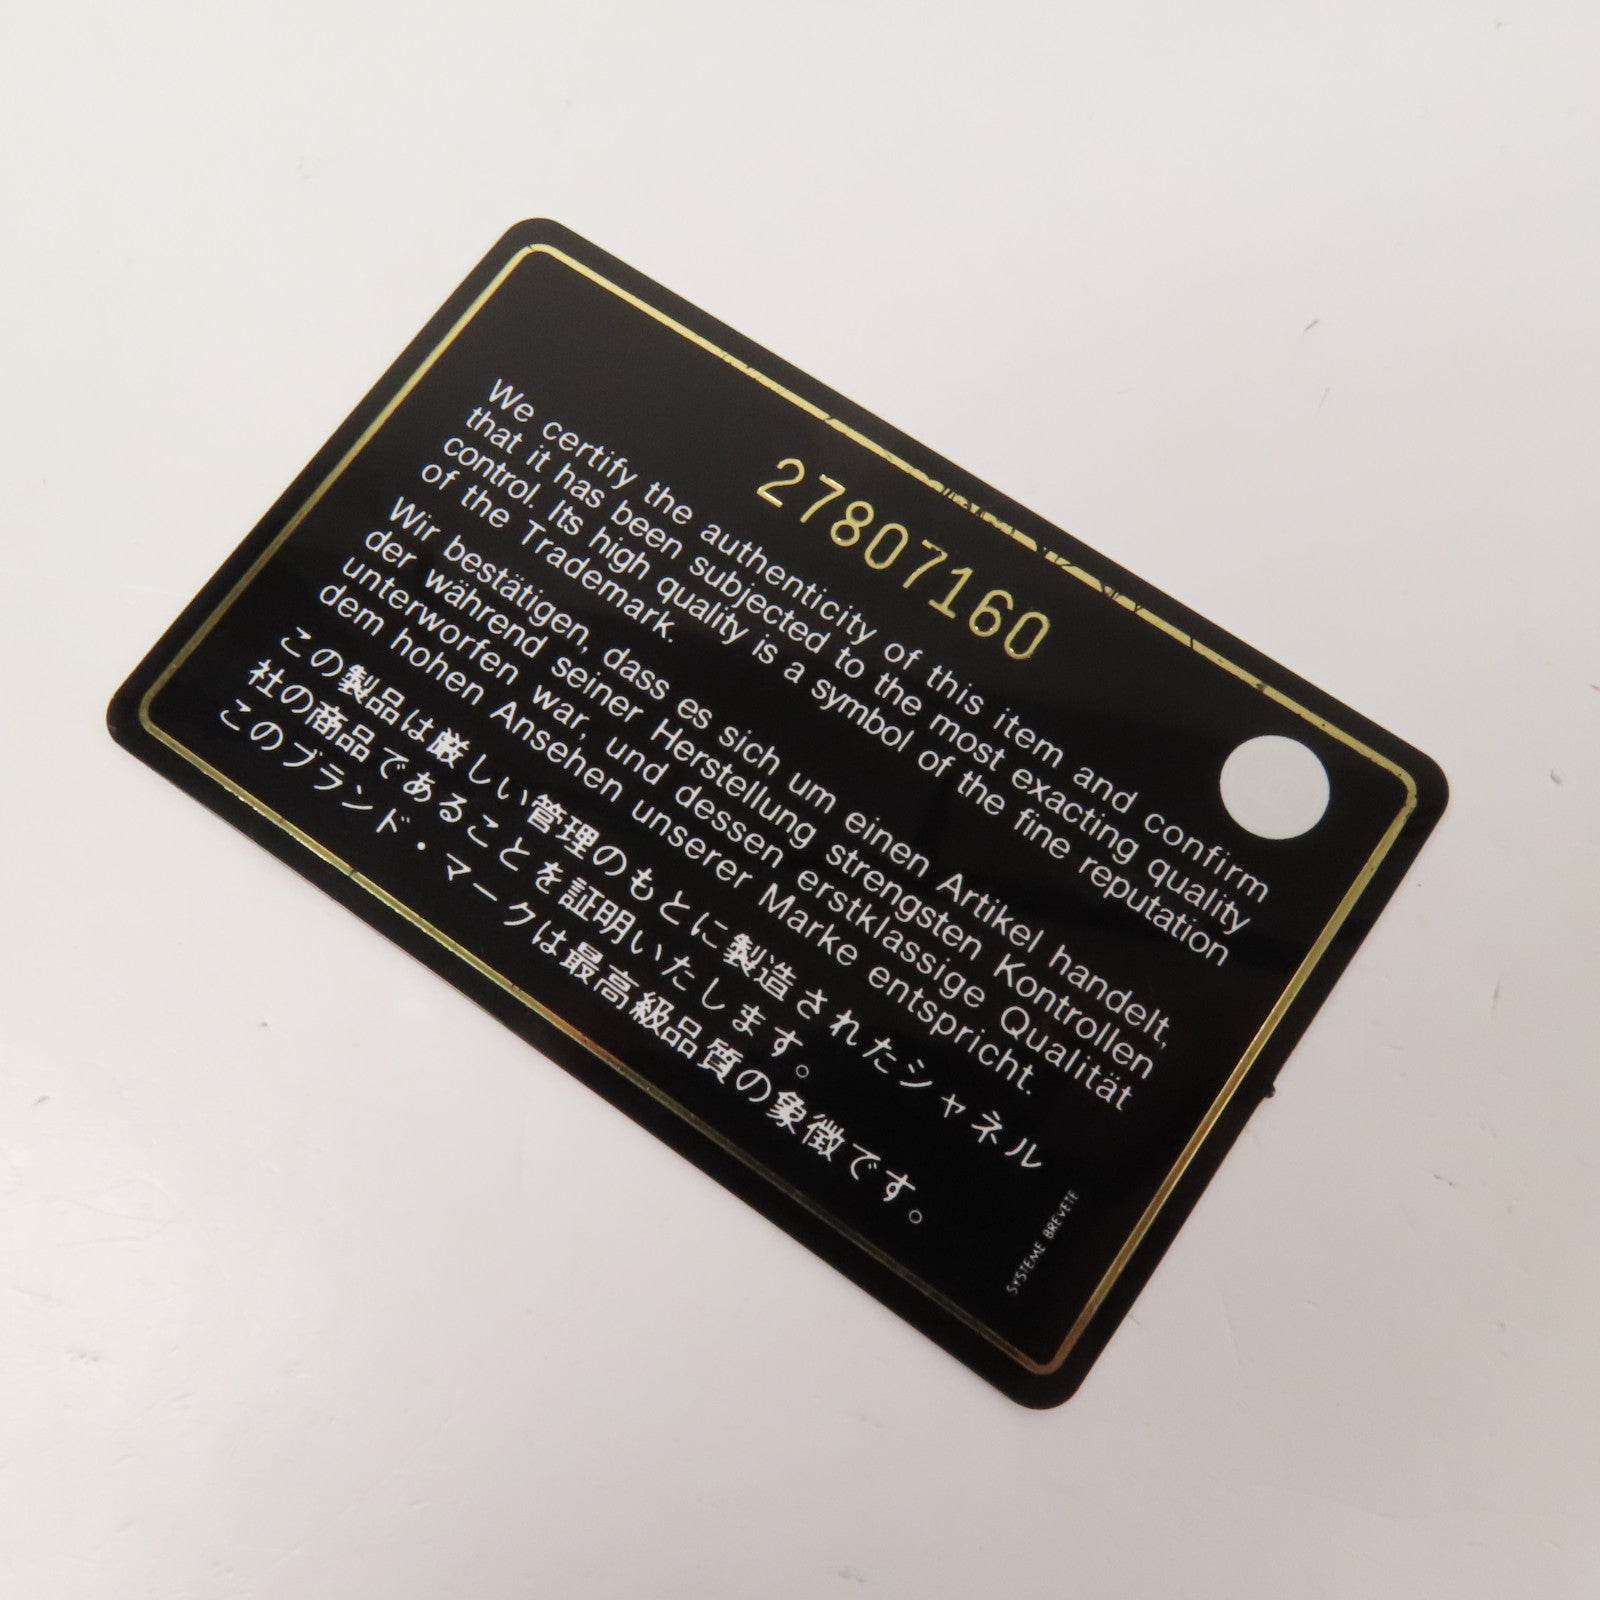 27807160
We certify the authenticity of this item and confirm
that it has been subjected to the most exacting quality
control. Its high quality is a symbol of the fine reputation
of the Trademark.
Wir bestätigen, dass es sich um einen Artikel handelt,
der während seiner Herstellung strengsten Kontrollen
unterworfen war, und dessen erstklassige Qualität
dem hohen Ansehen unserer Marke entspricht.
この製品は厳しい管理のもとに製造されたシャネル
社の商品であることを証明いたします。
このブランド・マークは最高級品質の象徴です。
SYSTEME BREVETE